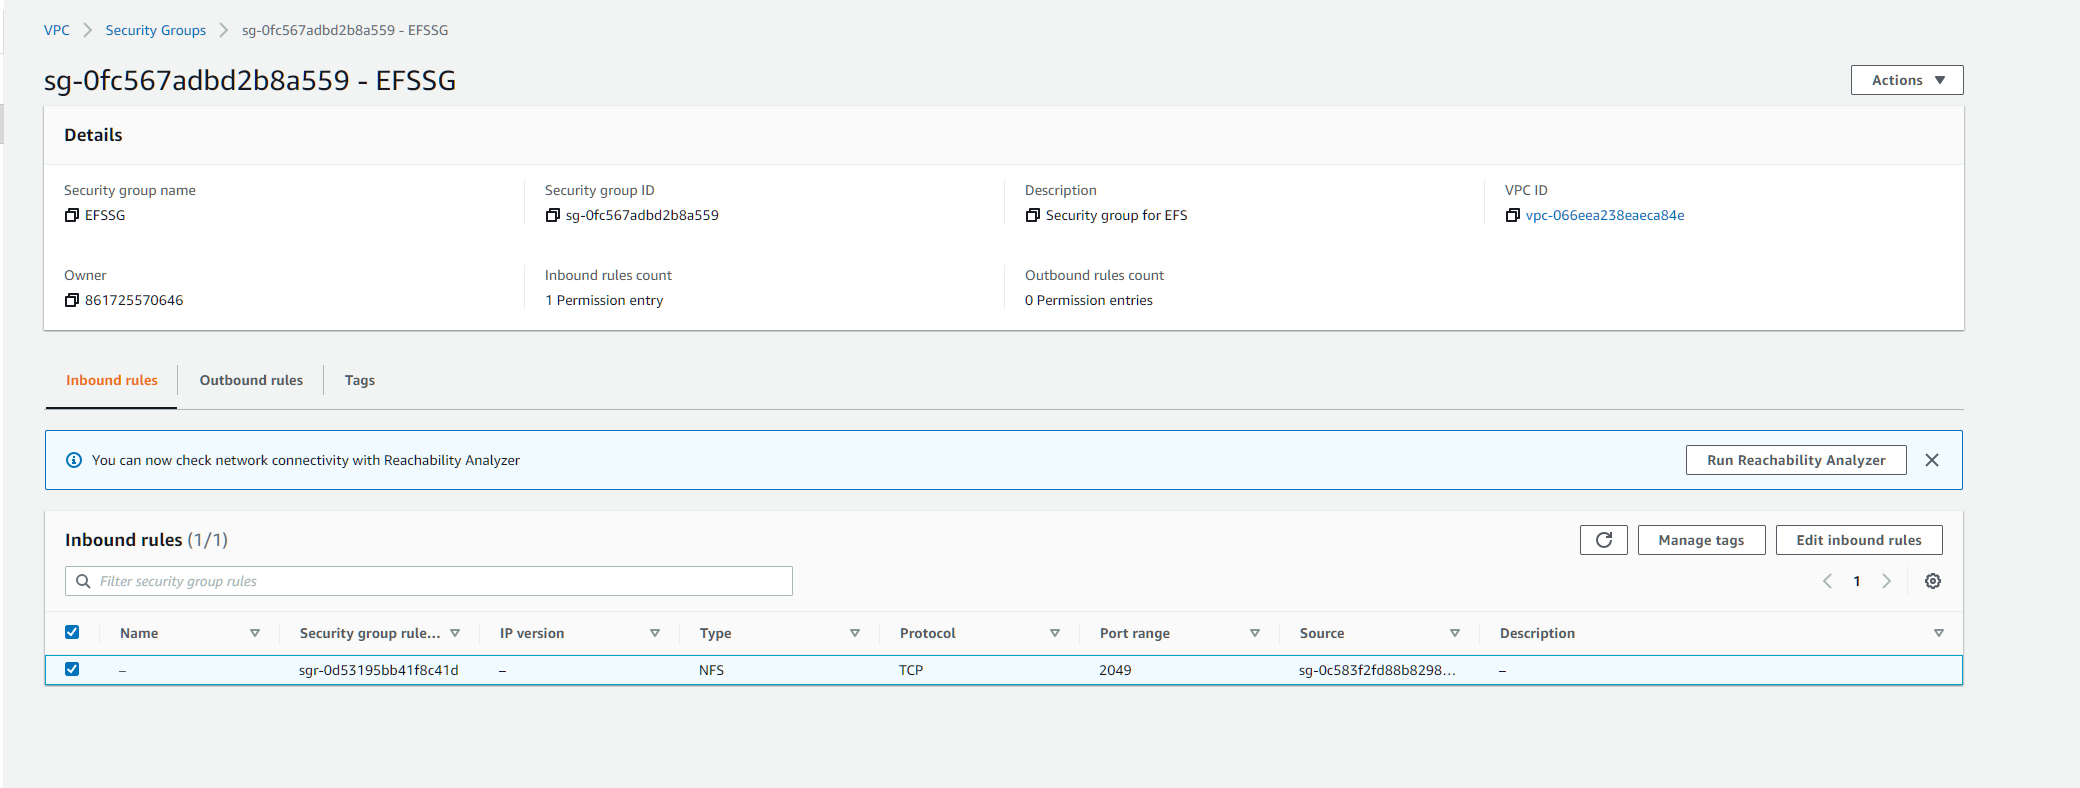 VPC > Security Groups > sg-0fc567adbd2b8a559 - EFSSG
sg-0fc567adbd2b8a559 - EFSSG
Actions
Details
Security group name
EFSSG
Security group ID
sg-0fc567adbd2b8a559
Description
Security group for EFS
VPC ID
vpc-066eea238eaeca84e
Owner
861725570646
Inbound rules count
1 Permission entry
Outbound rules count
0 Permission entries
Inbound rules Outbound rules Tags
You can now check network connectivity with Reachability Analyzer
Run Reachability Analyzer
Inbound rules (1/1)
Manage tags Edit inbound rules
Filter security group rules
1
Name Security group rule... IP version Type Protocol Port range Source Description
– sgr-0d53195bb41f8c41d – NFS TCP 2049 sg-0c583f2fd88b8298... –